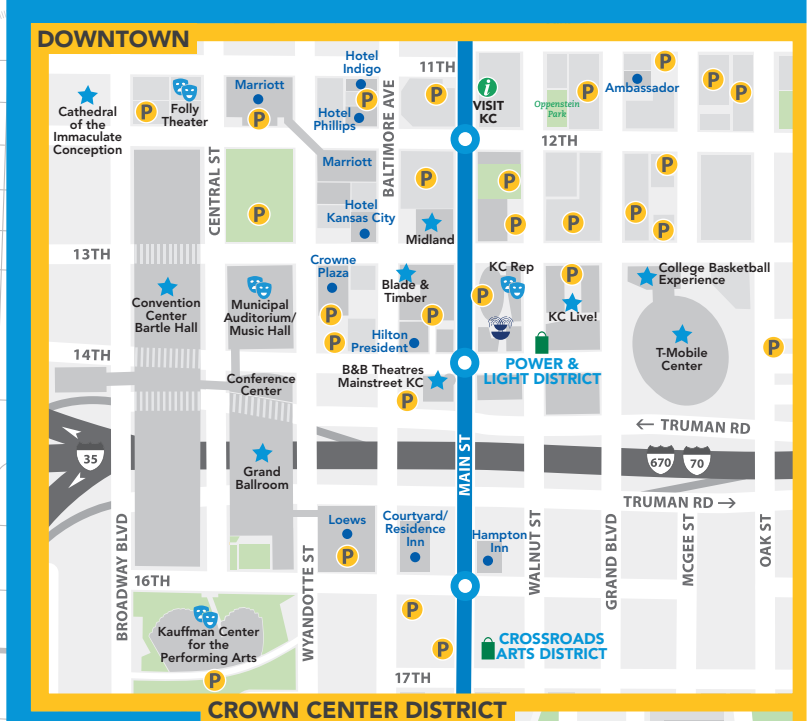 DOWNTOWN
Hotel
Indigo
11TH
Marriott
Ambassador
P
P
P
P
P
P
P
P
Cathedral
of the
Immaculate
Conception
Folly
Theater
Hotel
Phillips
BALTIMORE AVE
i
VISIT
KC
Oppenstein
Park
12TH
CENTRAL ST
Marriott
P
P
P
P
P
P
P
P
Hotel
Kansas City
Midland
13TH
Crowne
Plaza
Blade &
Timber
KC Rep
College Basketball
Experience
P
P
P
P
P
P
Convention
Center
Bartle Hall
Municipal
Auditorium/
Music Hall
KC Live!
Hilton
President
T-Mobile
Center
14TH
B&B Theatres
Mainstreet KC
POWER &
LIGHT DISTRICT
Conference
Center
P
← TRUMAN RD
35
Grand
Ballroom
MAIN ST
670
70
TRUMAN RD →
Loews
P
Courtyard/
Residence
Inn
Hampton
Inn
BROADWAY BLVD
WYANDOTTE ST
WALNUT ST
GRAND BLVD
MCGEE ST
OAK ST
16TH
Kauffman Center
for the
Performing Arts
P
P
P
CROSSROADS
ARTS DISTRICT
17TH
CROWN CENTER DISTRICT